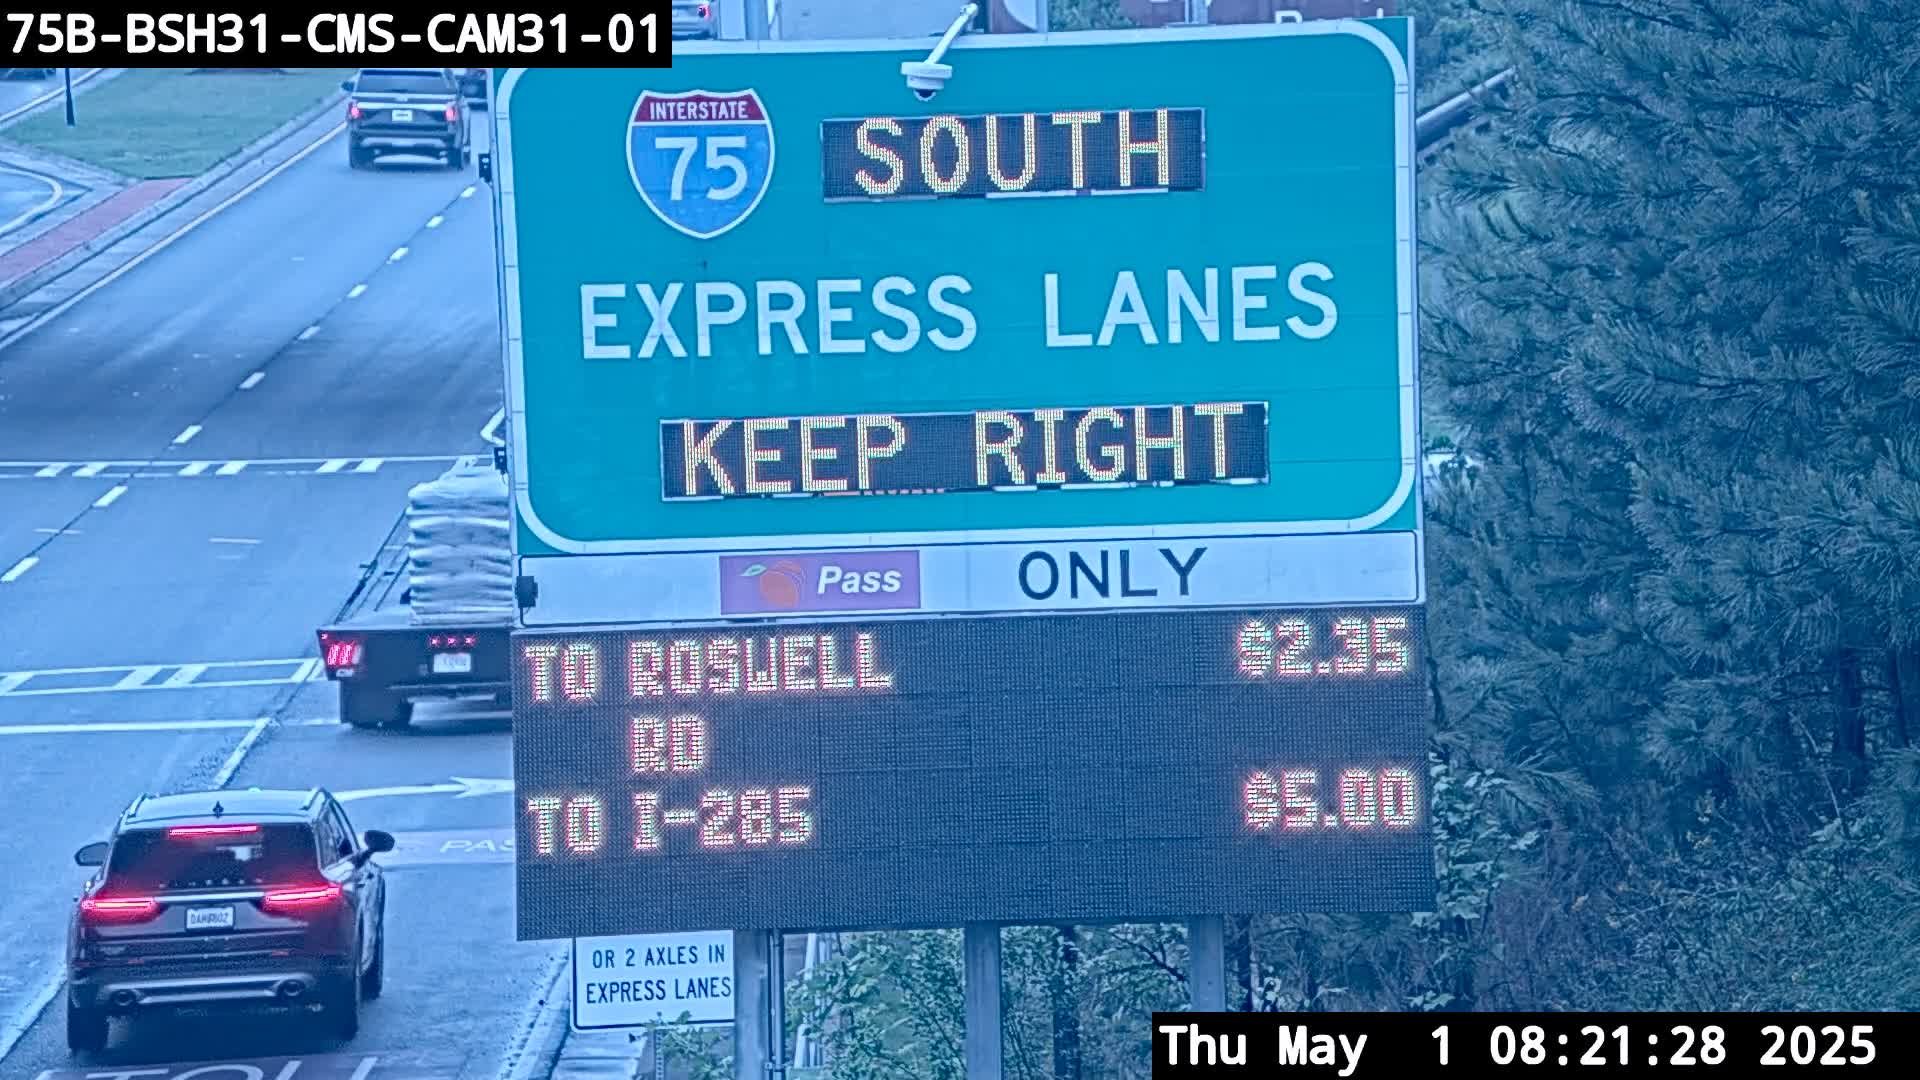 75B-BSH31-CMS-CAM31-01
INTERSTATE
75
SOUTH
EXPRESS LANES
KEEP RIGHT
Pass ONLY
TO ROSWELL $2.35
RD
TO I-285 $5.00
OR 2 AXLES IN
EXPRESS LANES
Thu May 1 08:21:28 2025